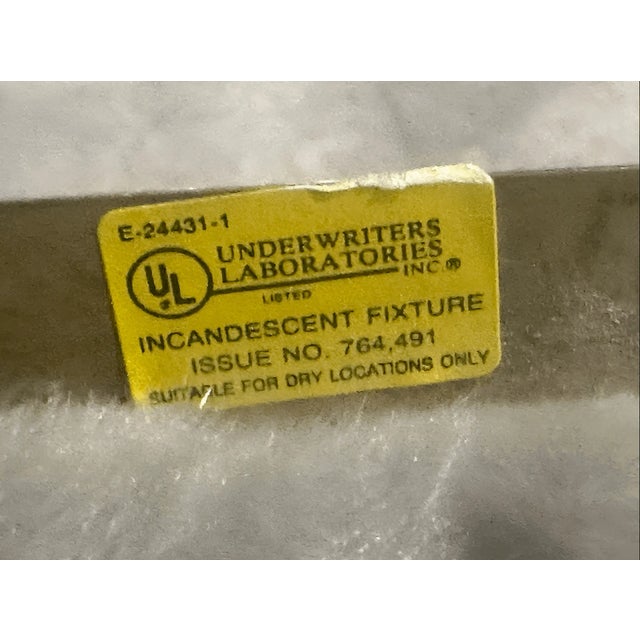 E-24431-1
UL®
UNDERWRITERS
LABORATORIES
INC.®
LISTED
INCANDESCENT FIXTURE
ISSUE NO. 764,491
SUITABLE FOR DRY LOCATIONS ONLY